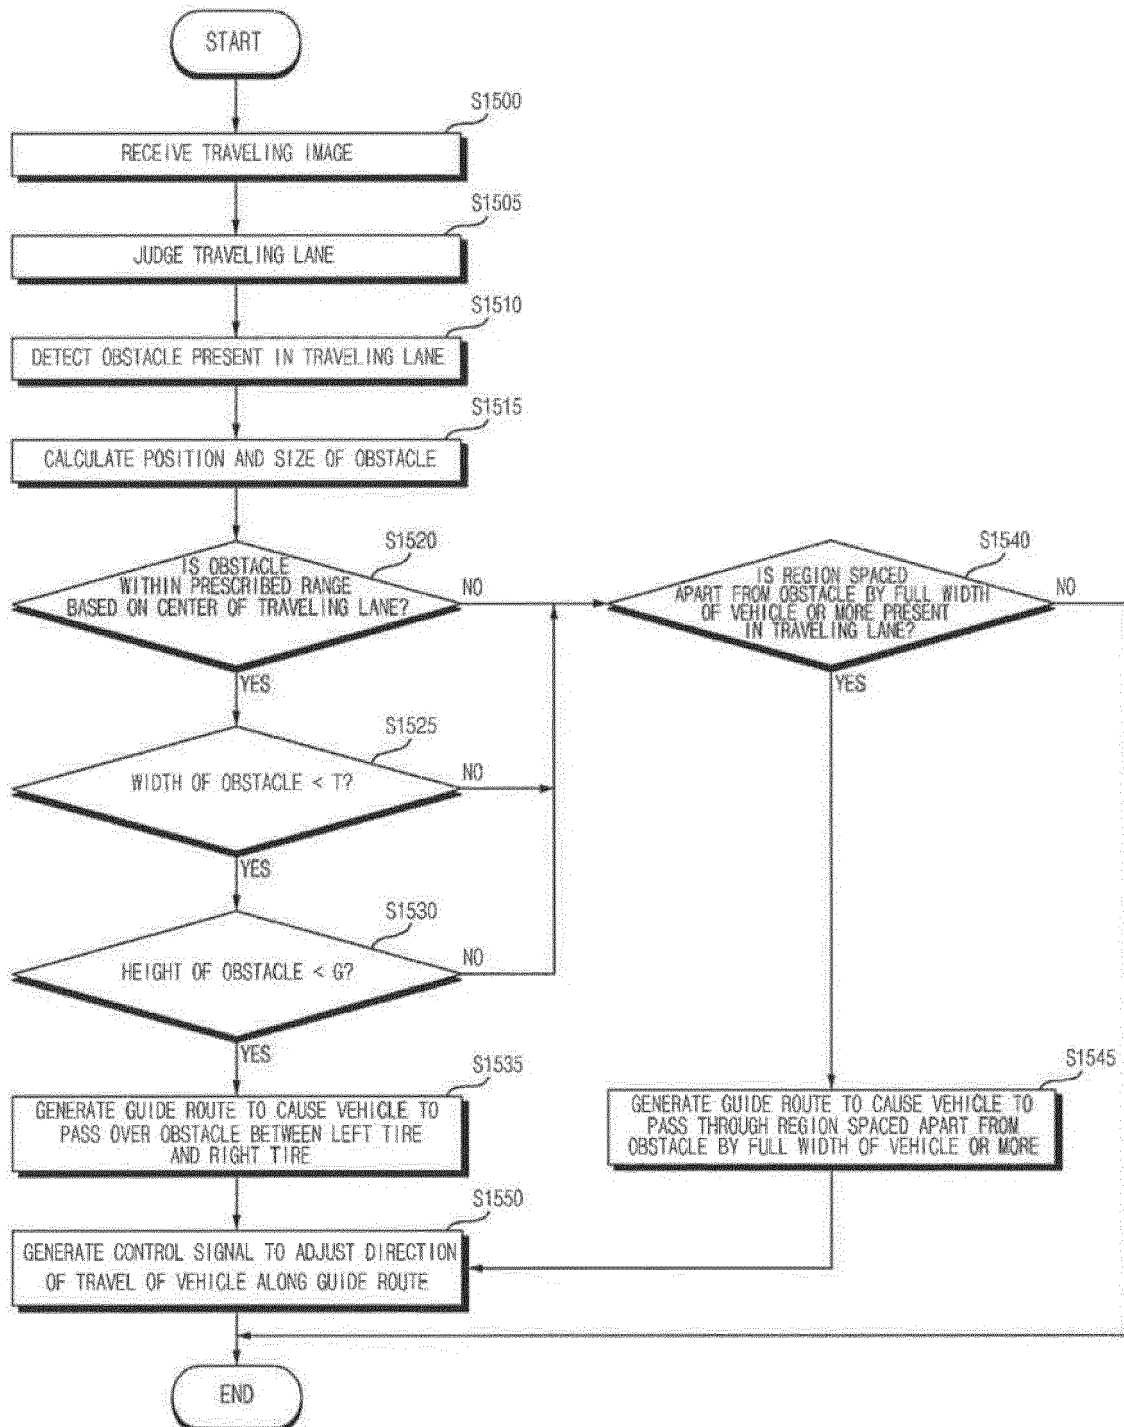 START
S1500
RECEIVE TRAVELING IMAGE
S1505
JUDGE TRAVELING LANE
S1510
DETECT OBSTACLE PRESENT IN TRAVELING LANE
S1515
CALCULATE POSITION AND SIZE OF OBSTACLE
S1520
IS OBSTACLE
WITHIN PRESCRIBED RANGE
BASED ON CENTER OF TRAVELING LANE?
NO
YES
S1525
WIDTH OF OBSTACLE < T?
NO
YES
S1530
HEIGHT OF OBSTACLE < G?
NO
YES
S1535
GENERATE GUIDE ROUTE TO CAUSE VEHICLE TO
PASS OVER OBSTACLE BETWEEN LEFT TIRE
AND RIGHT TIRE
S1540
IS REGION SPACED
APART FROM OBSTACLE BY FULL WIDTH
OF VEHICLE OR MORE PRESENT
IN TRAVELING LANE?
NO
YES
S1545
GENERATE GUIDE ROUTE TO CAUSE VEHICLE TO
PASS THROUGH REGION SPACED APART FROM
OBSTACLE BY FULL WIDTH OF VEHICLE OR MORE
S1550
GENERATE CONTROL SIGNAL TO ADJUST DIRECTION
OF TRAVEL OF VEHICLE ALONG GUIDE ROUTE
END